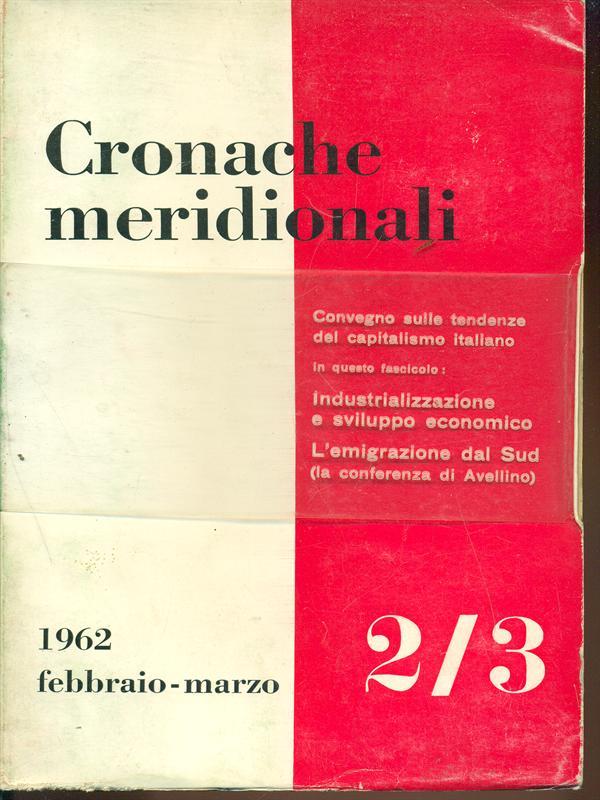 Cronache
meridionali
Convegno sulle tendenze
del capitalismo italiano
in questo fascicolo:
Industrializzazione
e sviluppo economico
L'emigrazione dal Sud
(la conferenza di Avellino)
1962
febbraio-marzo
2/3